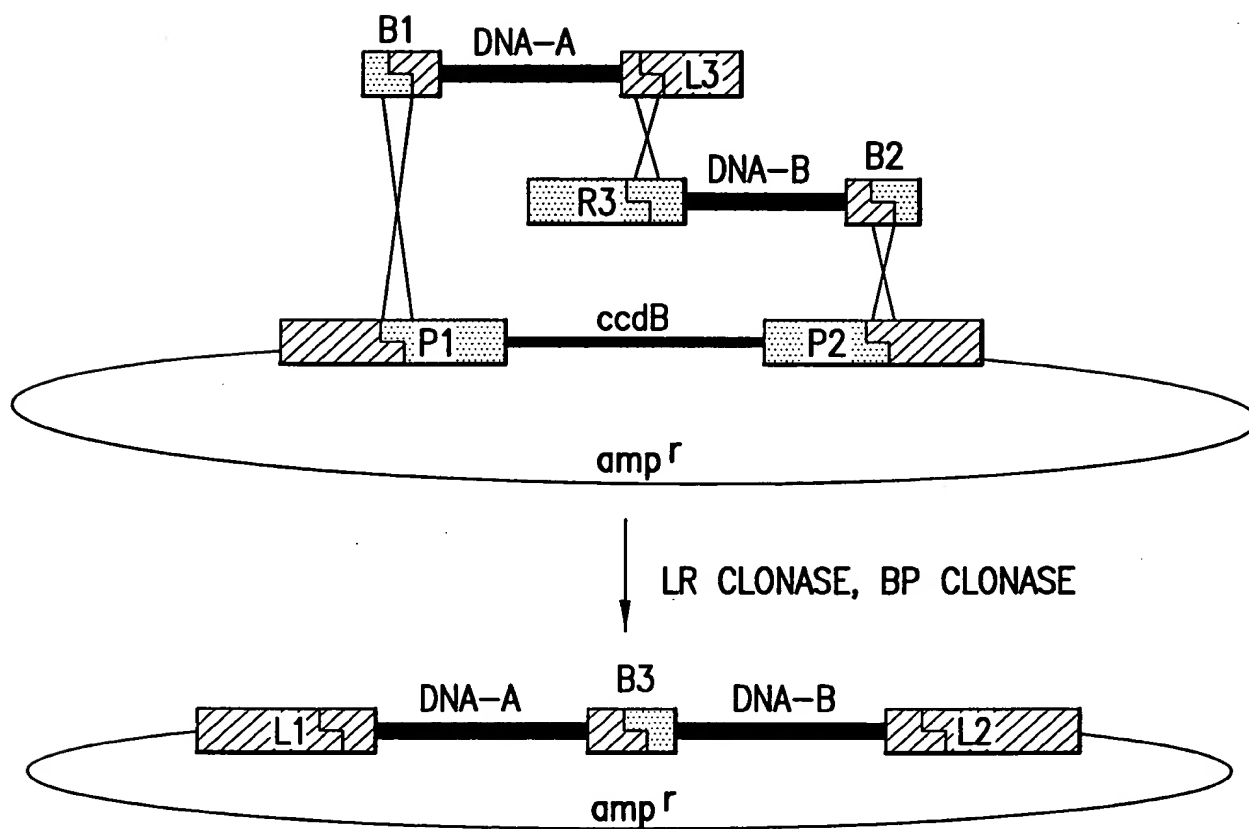 B1 DNA-A
L3
DNA-B B2
R3
ccdB
P1 P2
amp^r
LR CLONASE, BP CLONASE
DNA-A B3 DNA-B
L1 L2
amp^r